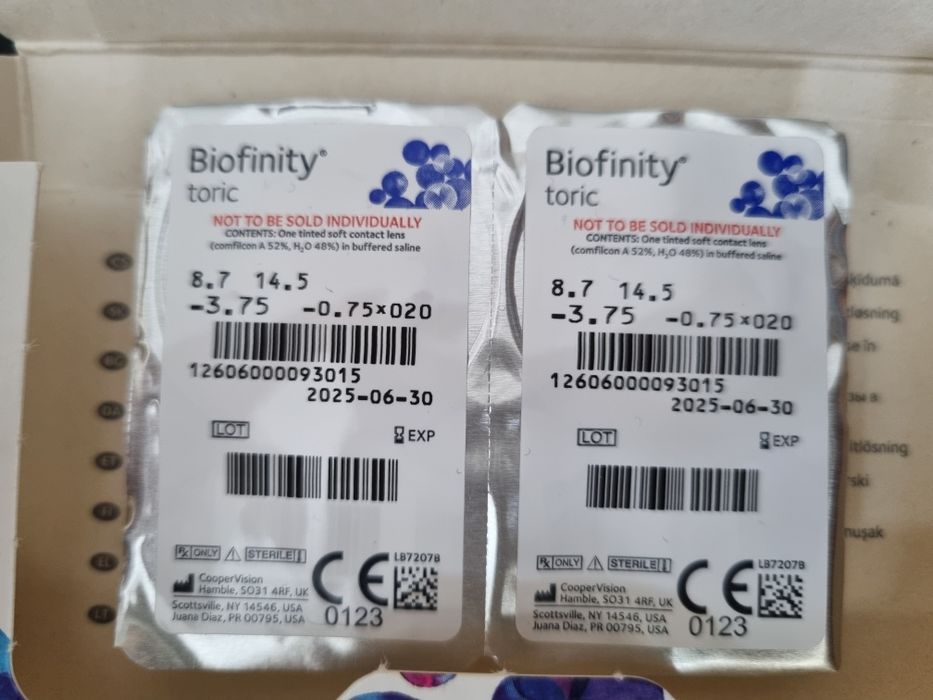 Biofinity®
toric
NOT TO BE SOLD INDIVIDUALLY
CONTENTS: One tinted soft contact lens
(comfilcon A 52%, H₂O 48%) in buffered saline
8.7 14.5
-3.75 -0.75×020
12606000093015
2025-06-30
LOT
EXP
Rx ONLY
STERILE
CE
0123
LB7207B
CooperVision
Hamble, SO31 4RF, UK
Scottsville, NY 14546, USA
Juana Diaz, PR 00795, USA
Biofinity®
toric
NOT TO BE SOLD INDIVIDUALLY
CONTENTS: One tinted soft contact lens
(comfilcon A 52%, H₂O 48%) in buffered saline
8.7 14.5
-3.75 -0.75×020
12606000093015
2025-06-30
LOT
EXP
Rx ONLY
STERILE
CE
0123
LB7207B
CooperVision
Hamble, SO31 4RF, UK
Scottsville, NY 14546, USA
Juana Diaz, PR 00795, USA